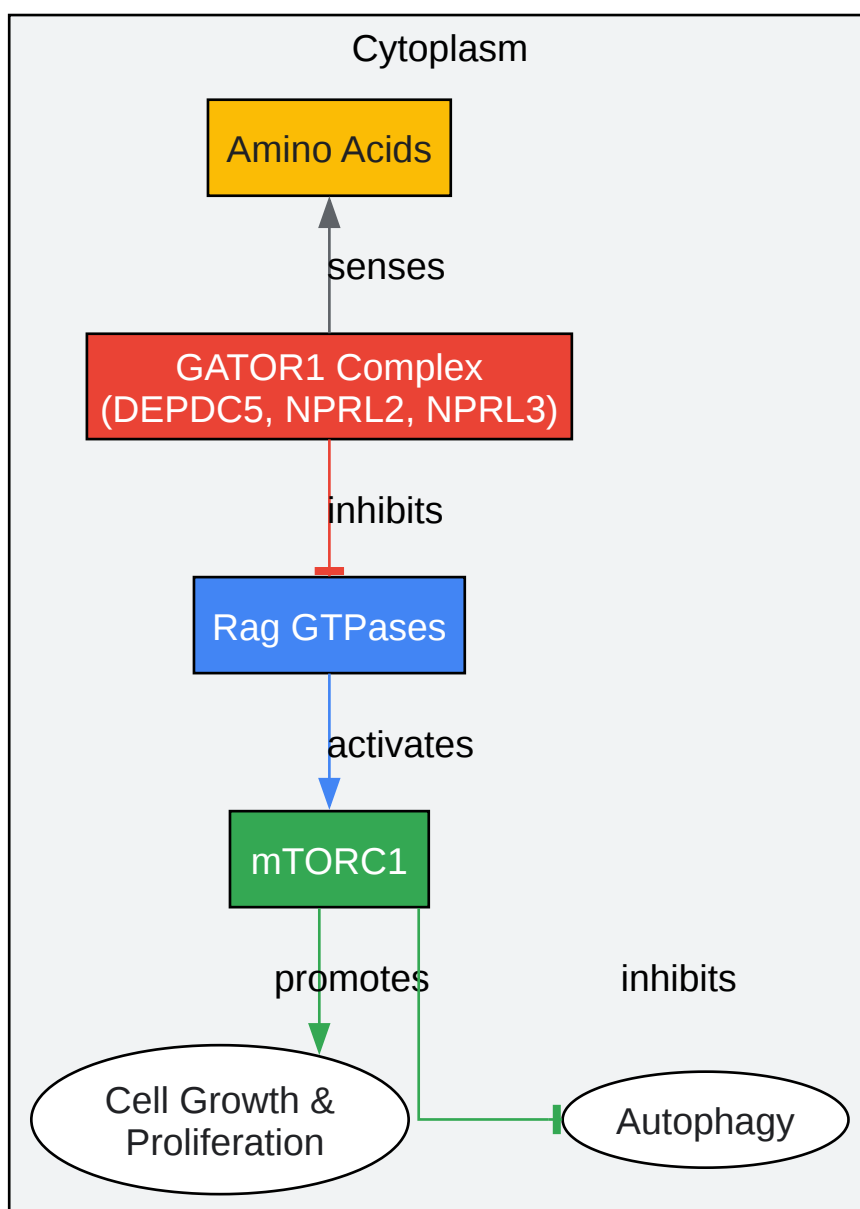 Cytoplasm
Amino Acids
senses
GATOR1 Complex
(DEPDC5, NPRL2, NPRL3)
inhibits
Rag GTPases
activates
mTORC1
promotes
inhibits
Cell Growth &
Proliferation
Autophagy